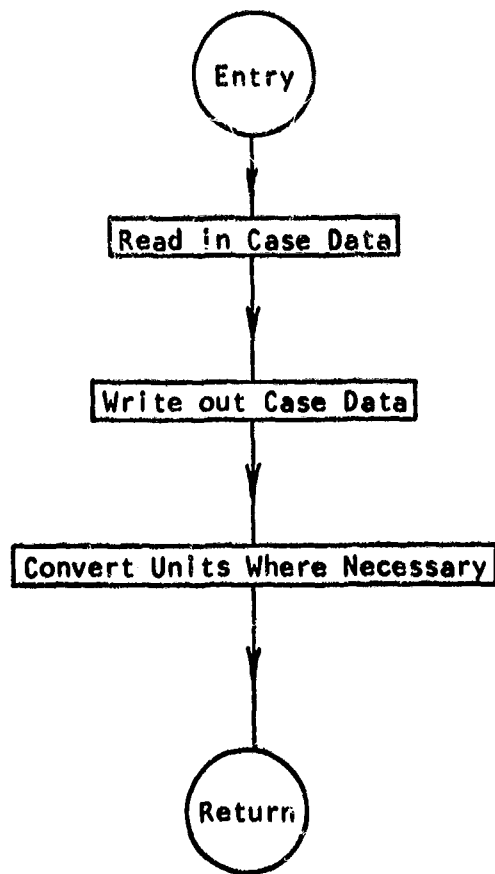 Entry
Read in Case Data
Write out Case Data
Convert Units Where Necessary
Return